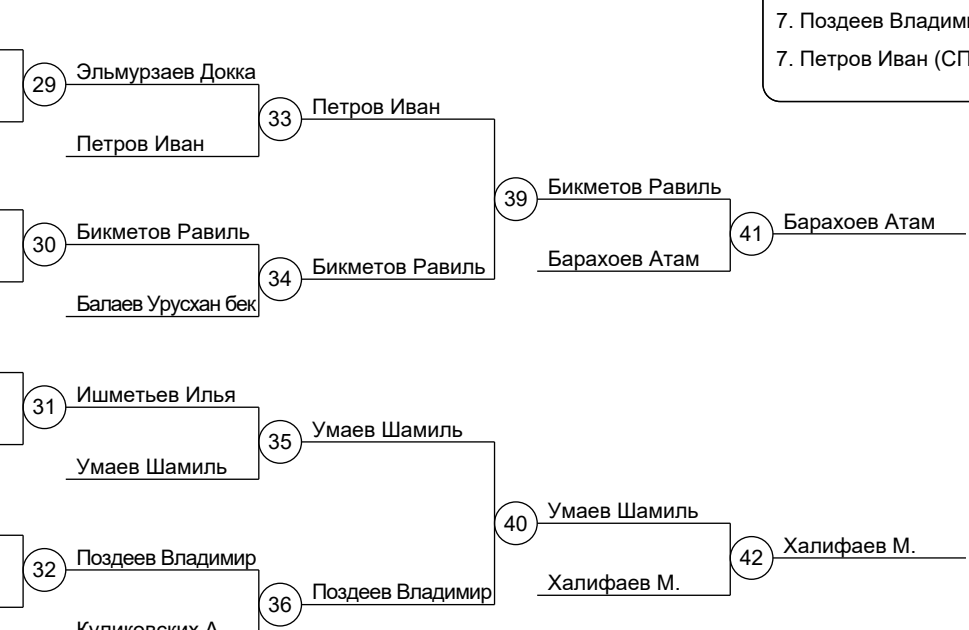 7. Поздеев Владим
7. Петров Иван (СП
29
Эльмурзаев Докка
Петров Иван
33
Петров Иван
30
Бикметов Равиль
Балаев Урусхан бек
34
Бикметов Равиль
39
Бикметов Равиль
Барахоев Атам
41
Барахоев Атам
31
Ишметьев Илья
Умаев Шамиль
35
Умаев Шамиль
32
Поздеев Владимир
Куликовских А.
36
Поздеев Владимир
40
Умаев Шамиль
Халифаев М.
42
Халифаев М.